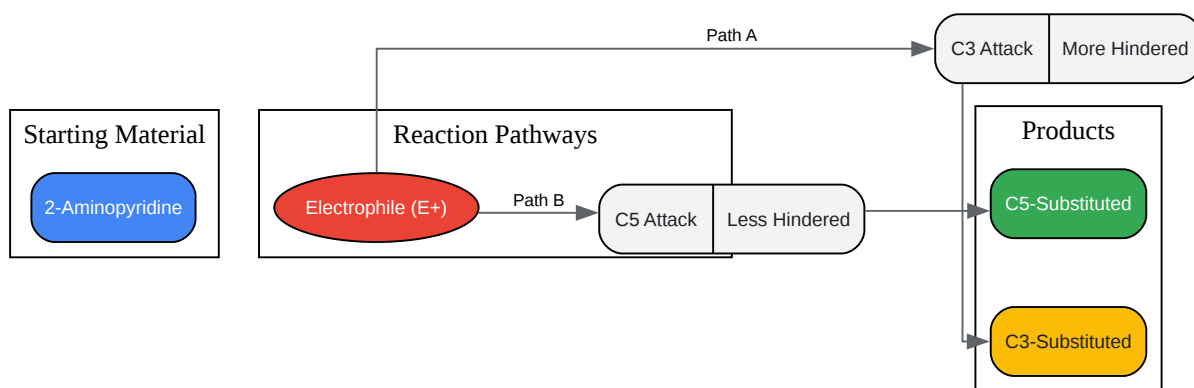 Path A
C3 Attack
More Hindered
Starting Material
Reaction Pathways
Products
2-Aminopyridine
Electrophile (E+)
Path B
C5 Attack
Less Hindered
C5-Substituted
C3-Substituted